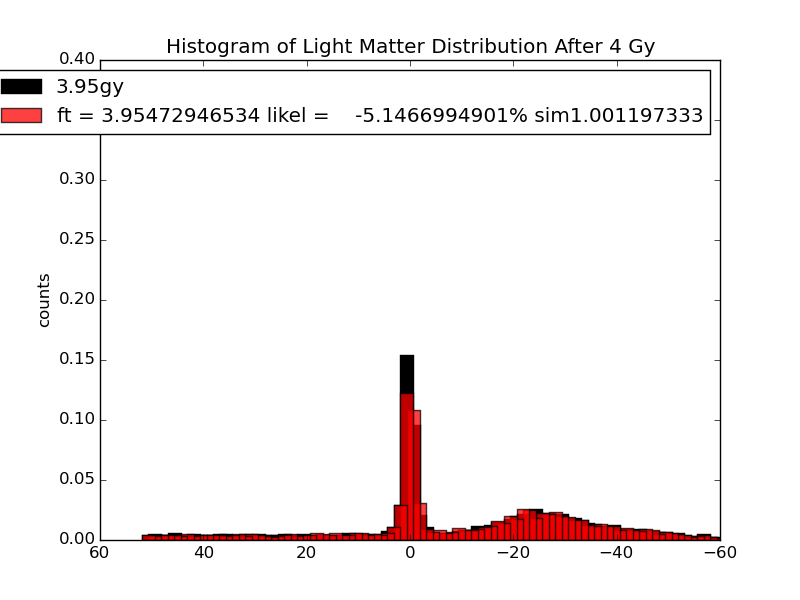 Histogram of Light Matter Distribution After 4 Gy
3.95gy
ft = 3.95472946534 likel = -5.1466994901% sim1.001197333
counts
0.40
0.30
0.25
0.20
0.15
0.10
0.05
0.00
60 40 20 0 −20 −40 −60